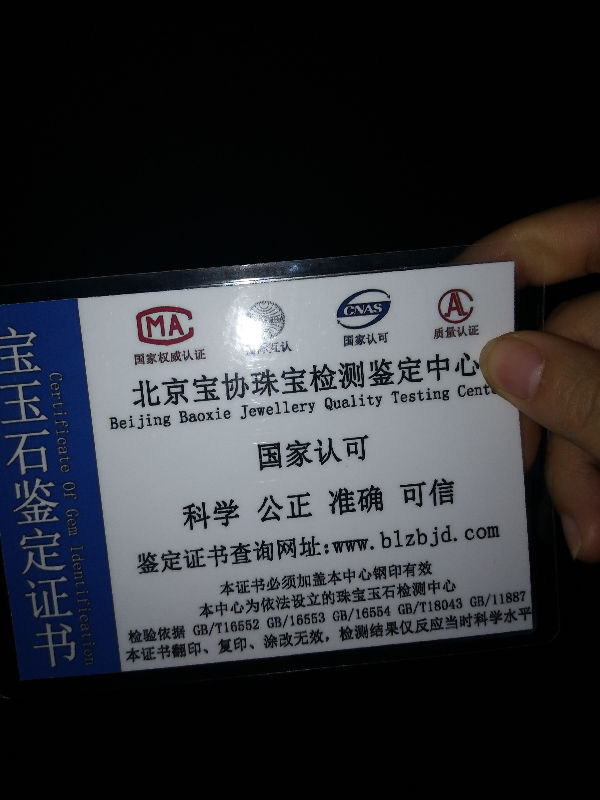 宝玉石鉴定证书
Certificate Of Gem Identification
MA
CNAS
A
国家权威认证
互认
国家认可
质量认证
北京宝协珠宝检测鉴定中心
Beijing Baoxie Jewellery Quality Testing Cent
国家认可
科学 公正 准确 可信
鉴定证书查询网址:www.blzbjd.com
本证书必须加盖本中心钢印有效
本中心为依法设立的珠宝玉石检测中心
检验依据 GB/T16552 GB/16553 GB/16554 GB/T18043 GB/11887
本证书翻印、复印、涂改无效,检测结果仅反应当时科学水平